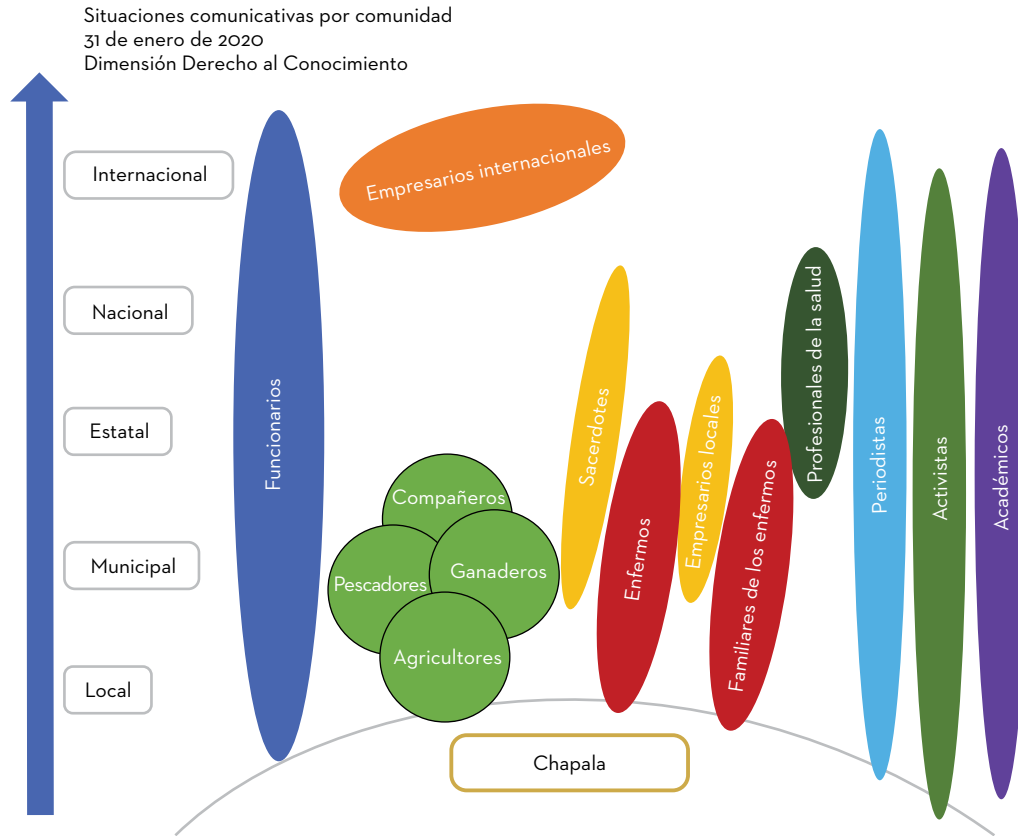 Situaciones comunicativas por comunidad
31 de enero de 2020
Dimensión Derecho al Conocimiento
Internacional
Nacional
Estatal
Municipal
Local
Funcionarios
Empresarios internacionales
Compañeros
Pescadores
Ganaderos
Agricultores
Sacerdotes
Enfermos
Empresarios locales
Familiares de los enfermos
Profesionales de la salud
Periodistas
Activistas
Académicos
Chapala